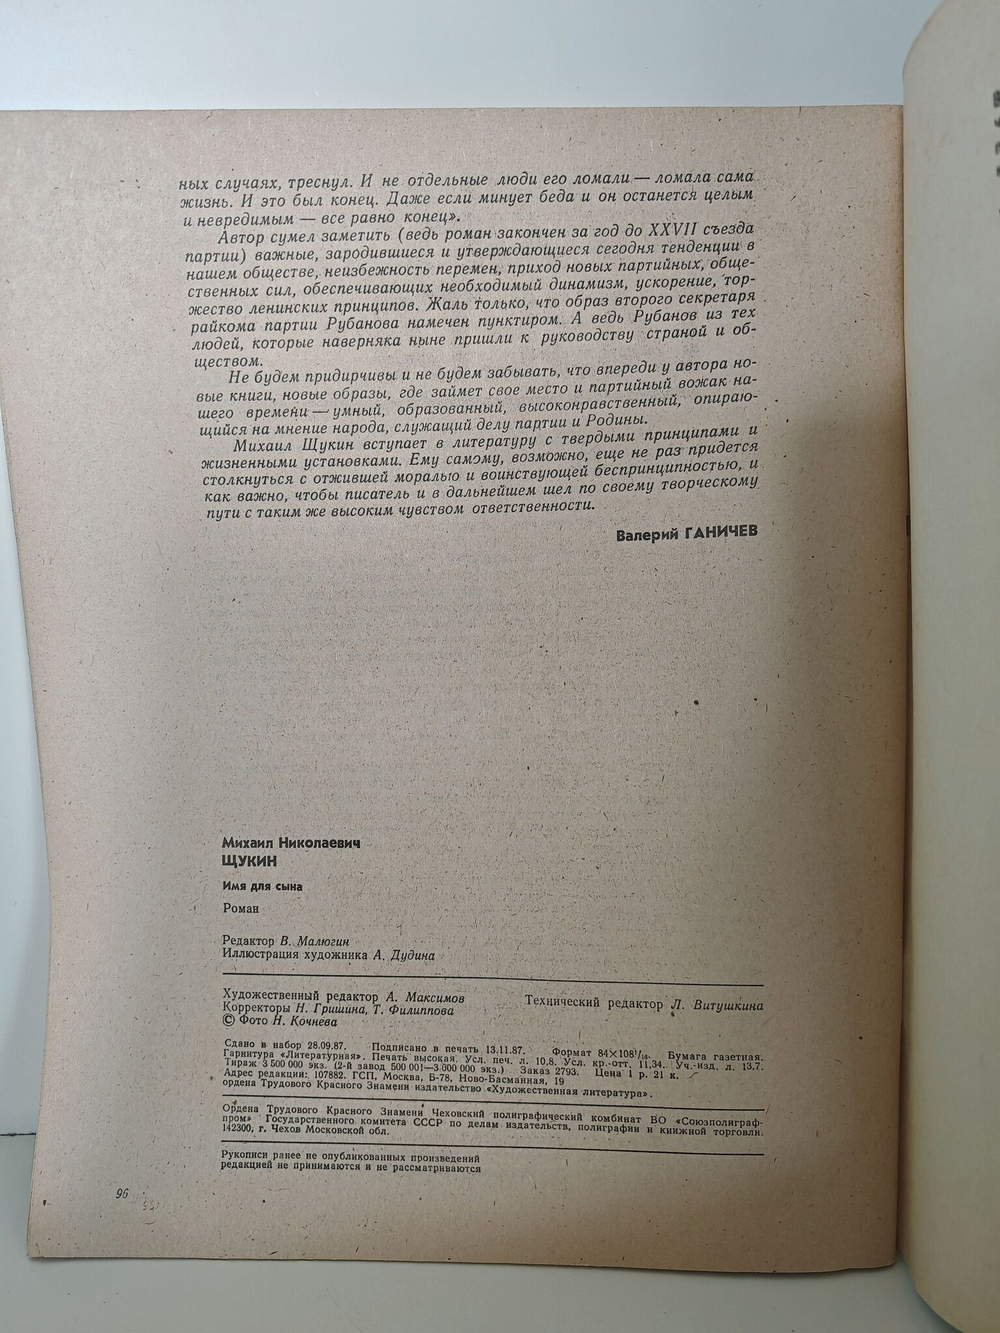 ных случаях, треснул. И не отдельные люди его ломали — ломала сама
жизнь. И это был конец. Даже если минует беда и он останется целым
и невредимым — все равно конец».
Автор сумел заметить (ведь роман закончен за год до XXVII съезда
партии) важные, зародившиеся и утверждающиеся сегодня тенденции в
нашем обществе, неизбежность перемен, приход новых партийных, обще-
ственных сил, обеспечивающих необходимый динамизм, ускорение, тор-
жество ленинских принципов. Жаль только, что образ второго секретаря
райкома партии Рубанова намечен пунктиром. А ведь Рубанов из тех
людей, которые наверняка ныне пришли к руководству страной и об-
ществом.
Не будем придирчивы и не будем забывать, что впереди у автора но-
вые книги, новые образы, где займет свое место и партийный вожак на-
шего времени — умный, образованный, высоконравственный, опираю-
щийся на мнение народа, служащий делу партии и Родины.
Михаил Щукин вступает в литературу с твердыми принципами и
жизненными установками. Ему самому, возможно, еще не раз придется
столкнуться с отжившей моралью и воинствующей беспринципностью, и
как важно, чтобы писатель и в дальнейшем шел по своему творческому
пути с таким же высоким чувством ответственности.
Валерий ГАНИЧЕВ
Михаил Николаевич
ЩУКИН
Имя для сына
Роман
Редактор В. Малюгин
Иллюстрация художника А. Дудина
Художественный редактор А. Максимов Технический редактор Л. Витушкина
Корректоры Н. Гришина, Т. Филиппова
© Фото Н. Кочнева
Сдано в набор 28.09.87. Подписано в печать 13.11.87. Формат 84×108¹/₁₆. Бумага газетная.
Гарнитура «Литературная». Печать высокая. Усл. печ. л. 10,8. Усл. кр.-отт. 11,34. Уч.-изд. л. 13,7.
Тираж 3 500 000 экз. (2-й завод 500 001—3 000 000 экз.) Заказ 2793. Цена 1 р. 21 к.
Адрес редакции: 107882. ГСП, Москва, Б-78, Ново-Басманная, 19
ордена Трудового Красного Знамени издательство «Художественная литература».
Ордена Трудового Красного Знамени Чеховский полиграфический комбинат ВО «Союзполиграф-
пром» Государственного комитета СССР по делам издательств, полиграфии и книжной торговли.
142300, г. Чехов Московской обл.
Рукописи ранее не опубликованных произведений
редакцией не принимаются и не рассматриваются
96